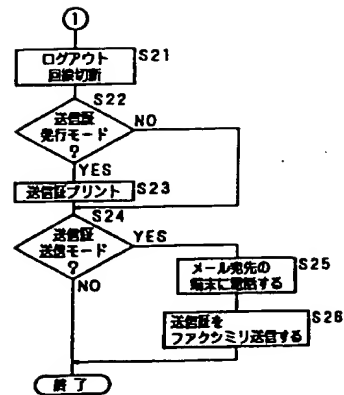 1
ログアウト
回線切断
S21
S22
送信証
発行モード
?
NO
YES
送信証プリント
S23
S24
送信証
送信モード
?
YES
NO
メール宛先の
端末に電話する
S25
送信証を
ファクシミリ送信する
S26
終了